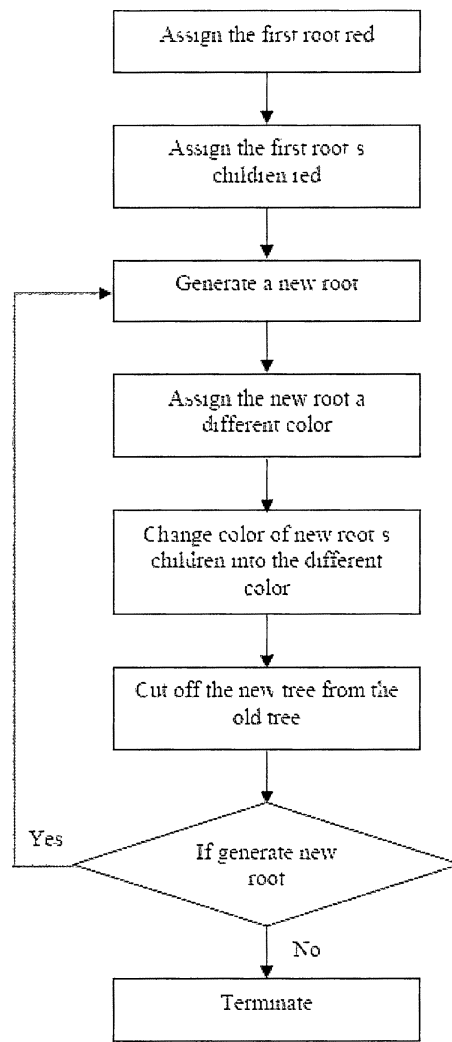 Assign the first root red
Assign the first root s
children red
Generate a new root
Assign the new root a
different color
Change color of new root s
children into the different
color
Cut off the new tree from the
old tree
Yes
If generate new
root
No
Terminate